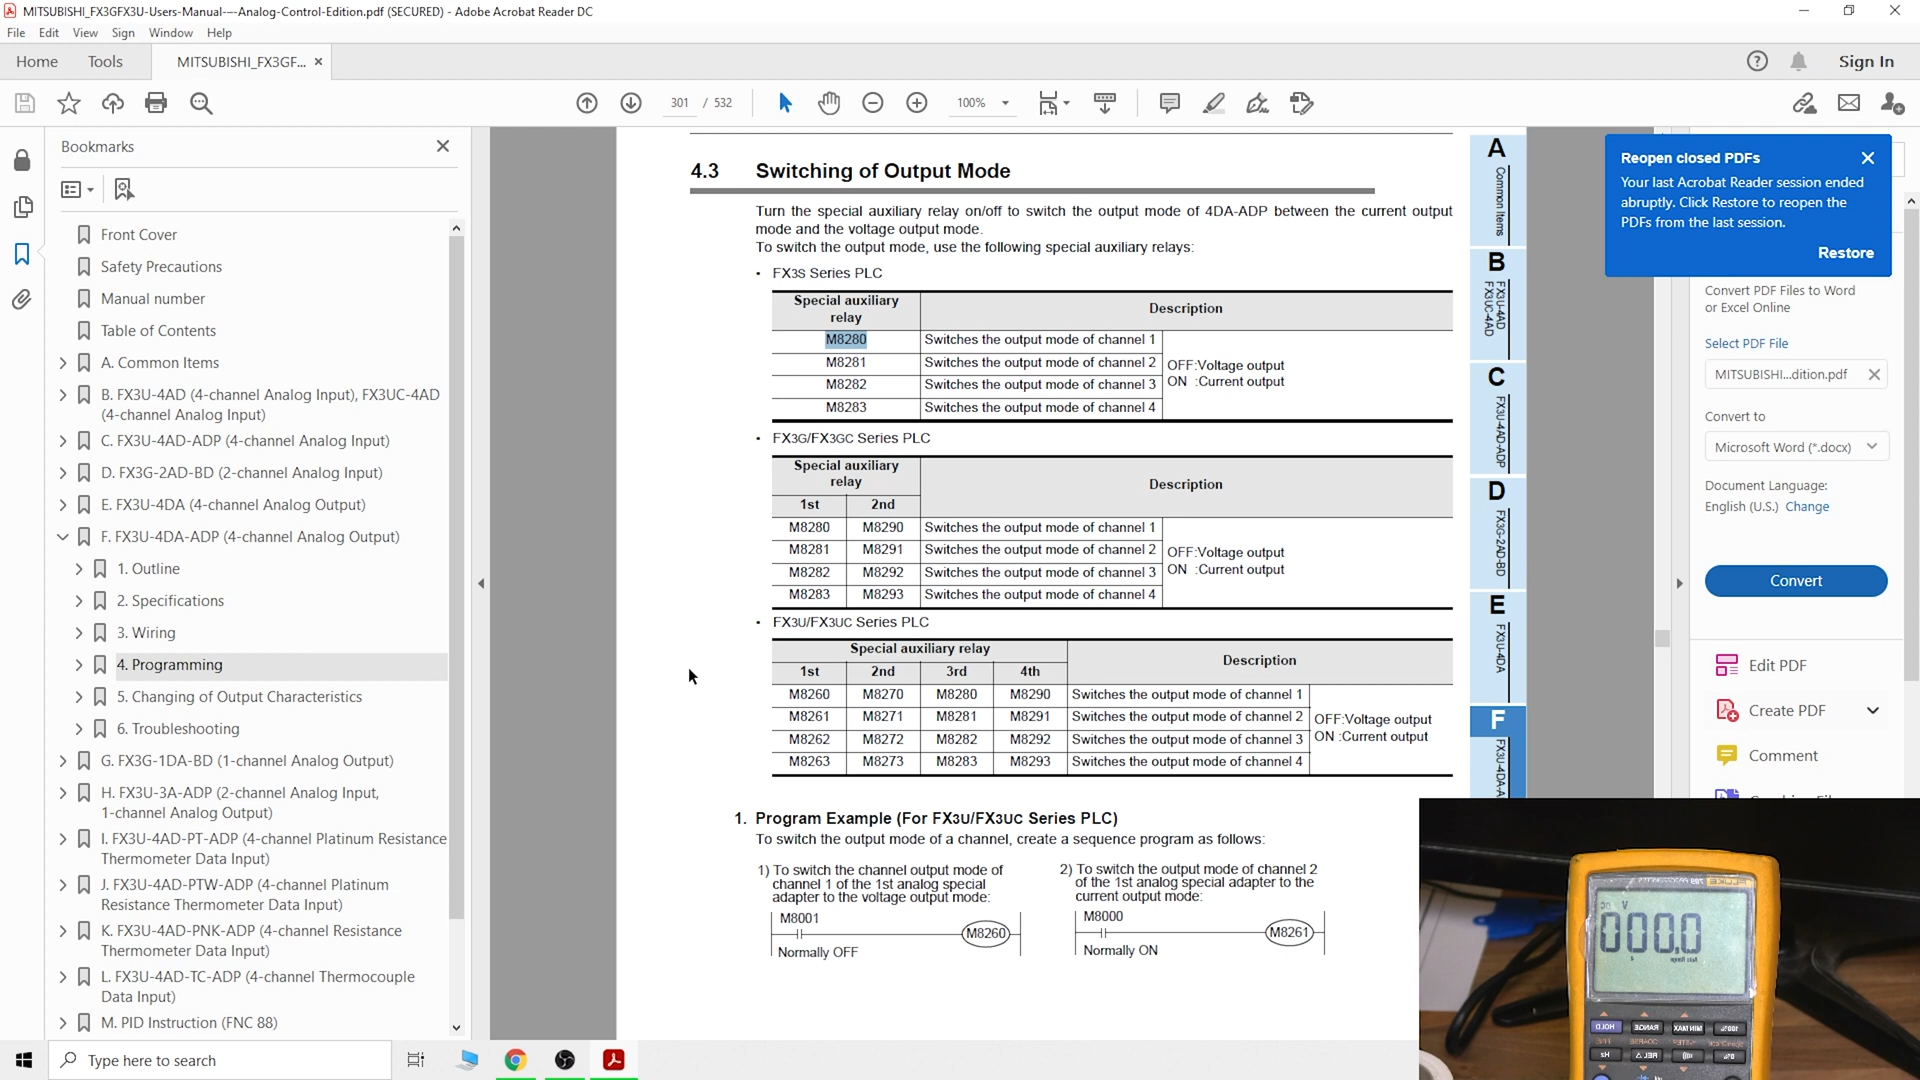 MITSUBISHI_FX3GFX3U-Users-Manual-–-Analog-Control-Edition.pdf (SECURED) - Adobe Acrobat Reader DC
File Edit View Sign Window Help
Home Tools MITSUBISHI_FX3GF... Sign In
301 / 532 100%
Bookmarks
Front Cover
Safety Precautions
Manual number
Table of Contents
A. Common Items
B. FX3U-4AD (4-channel Analog Input), FX3UC-4AD
(4-channel Analog Input)
C. FX3U-4AD-ADP (4-channel Analog Input)
D. FX3G-2AD-BD (2-channel Analog Input)
E. FX3U-4DA (4-channel Analog Output)
F. FX3U-4DA-ADP (4-channel Analog Output)
1. Outline
2. Specifications
3. Wiring
4. Programming
5. Changing of Output Characteristics
6. Troubleshooting
G. FX3G-1DA-BD (1-channel Analog Output)
H. FX3U-3A-ADP (2-channel Analog Input,
1-channel Analog Output)
I. FX3U-4AD-PT-ADP (4-channel Platinum Resistance
Thermometer Data Input)
J. FX3U-4AD-PTW-ADP (4-channel Platinum
Resistance Thermometer Data Input)
K. FX3U-4AD-PNK-ADP (4-channel Resistance
Thermometer Data Input)
L. FX3U-4AD-TC-ADP (4-channel Thermocouple
Data Input)
M. PID Instruction (FNC 88)
4.3 Switching of Output Mode
Turn the special auxiliary relay on/off to switch the output mode of 4DA-ADP between the current output
mode and the voltage output mode.
To switch the output mode, use the following special auxiliary relays:
• FX3S Series PLC
Special auxiliary
relay
Description
M8280 Switches the output mode of channel 1
M8281 Switches the output mode of channel 2
M8282 Switches the output mode of channel 3
M8283 Switches the output mode of channel 4
OFF:Voltage output
ON :Current output
• FX3G/FX3GC Series PLC
Special auxiliary
relay
Description
1st 2nd
M8280 M8290 Switches the output mode of channel 1
M8281 M8291 Switches the output mode of channel 2
M8282 M8292 Switches the output mode of channel 3
M8283 M8293 Switches the output mode of channel 4
OFF:Voltage output
ON :Current output
• FX3U/FX3UC Series PLC
Special auxiliary relay
Description
1st 2nd 3rd 4th
M8260 M8270 M8280 M8290 Switches the output mode of channel 1
M8261 M8271 M8281 M8291 Switches the output mode of channel 2
M8262 M8272 M8282 M8292 Switches the output mode of channel 3
M8263 M8273 M8283 M8293 Switches the output mode of channel 4
OFF:Voltage output
ON :Current output
1. Program Example (For FX3U/FX3UC Series PLC)
To switch the output mode of a channel, create a sequence program as follows:
1) To switch the channel output mode of
channel 1 of the 1st analog special
adapter to the voltage output mode:
M8001
M8260
Normally OFF
2) To switch the output mode of channel 2
of the 1st analog special adapter to the
current output mode:
M8000
M8261
Normally ON
A
Common Items
B
FX3U-4AD
FX3UC-4AD
C
FX3U-4AD-ADP
D
FX3G-2AD-BD
E
FX3U-4DA
F
FX3U-4DA-A
Reopen closed PDFs
Your last Acrobat Reader session ended
abruptly. Click Restore to reopen the
PDFs from the last session.
Restore
Convert PDF Files to Word
or Excel Online
Select PDF File
MITSUBISHI...dition.pdf
Convert to
Microsoft Word (*.docx)
Document Language:
English (U.S.) Change
Convert
Edit PDF
Create PDF
Comment
FLUKE 789
V DC
000.0
Auto Range
HOLD RANGE MIN MAX 100%
Hz REL Δ 0%
Type here to search